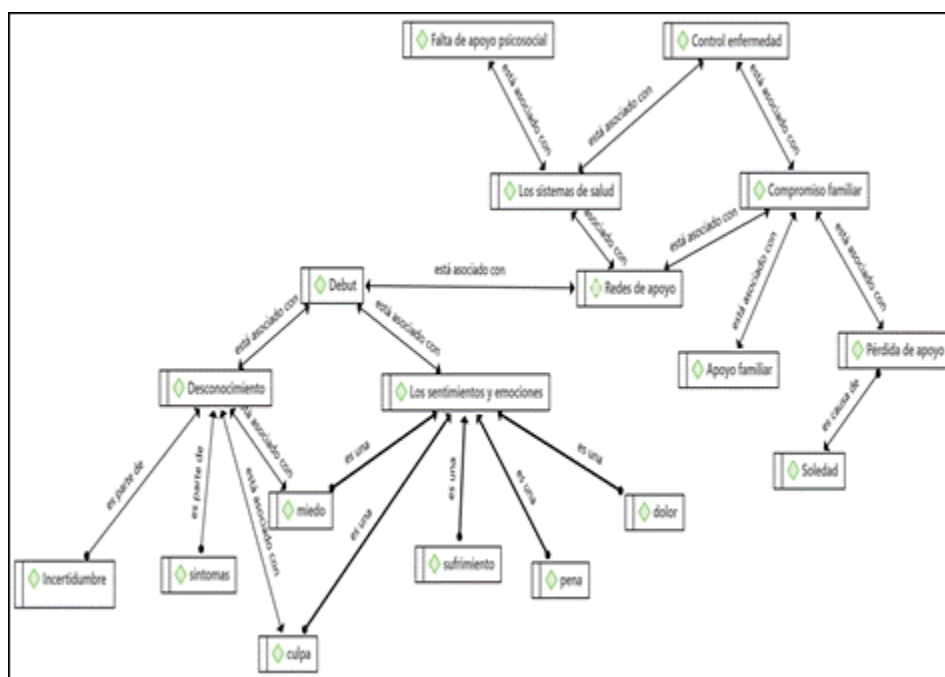 Falta de apoyo psicosocial
Control enfermedad
está asociado con
está asociado con
está asociado con
Los sistemas de salud
Compromiso familiar
asociado con
está asociado con
está asociado con
está asociado con
Debut
está asociado con
Redes de apoyo
está asociado con
está asociado con
Apoyo familiar
Pérdida de apoyo
Desconocimiento
Los sentimientos y emociones
es causa de
Soledad
es parte de
es parte de
está asociado con
stá asociado con
es una
es una
es una
es una
es una
miedo
dolor
Incertidumbre
síntomas
sufrimiento
pena
culpa